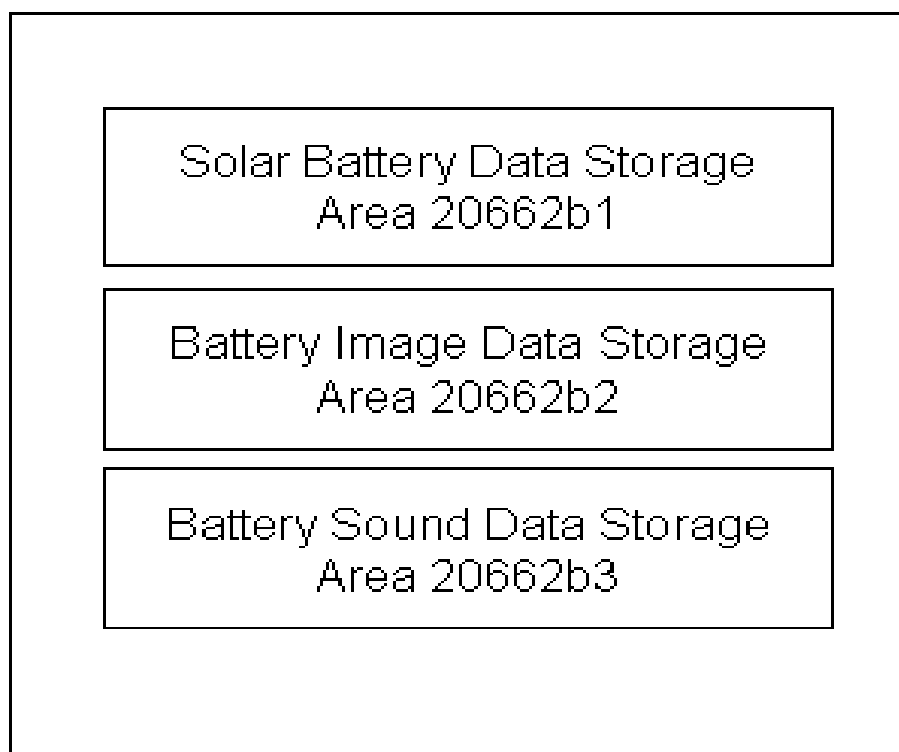 Solar Battery Data Storage
Area 20662b1
Battery Image Data Storage
Area 20662b2
Battery Sound Data Storage
Area 20662b3